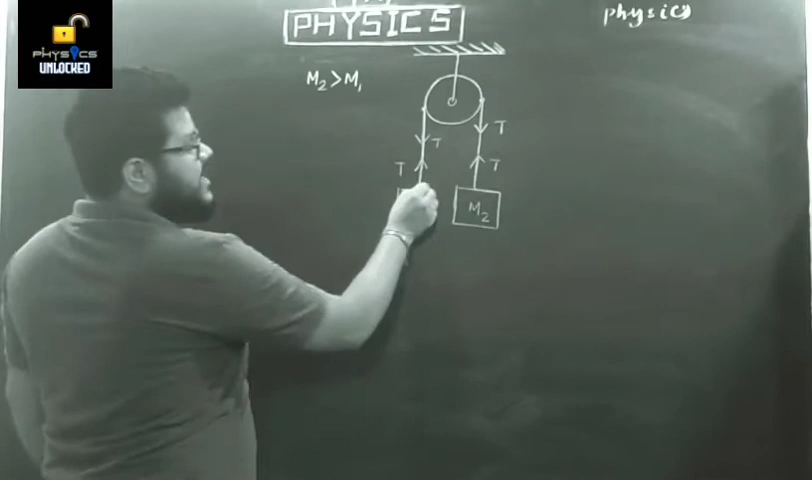 PHYSICS
physics
PHYSICS
UNLOCKED
M₂>M₁
T
T
T
T
M₂